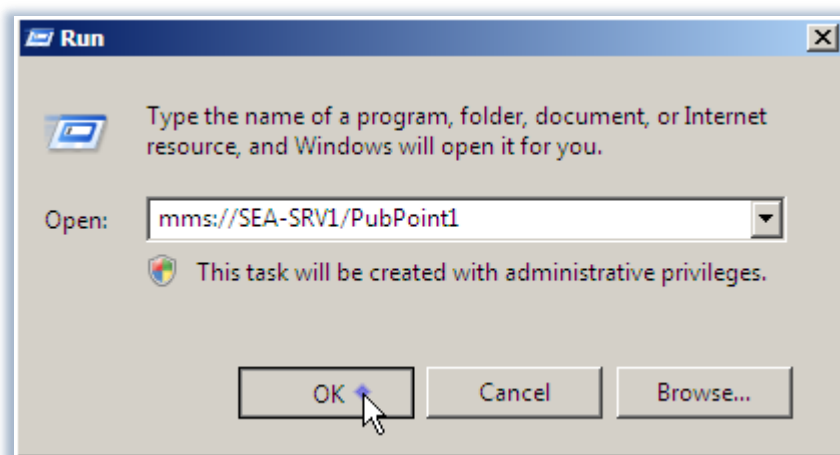 Run
Type the name of a program, folder, document, or Internet
resource, and Windows will open it for you.
Open: mms://SEA-SRV1/PubPoint1
This task will be created with administrative privileges.
OK Cancel Browse...